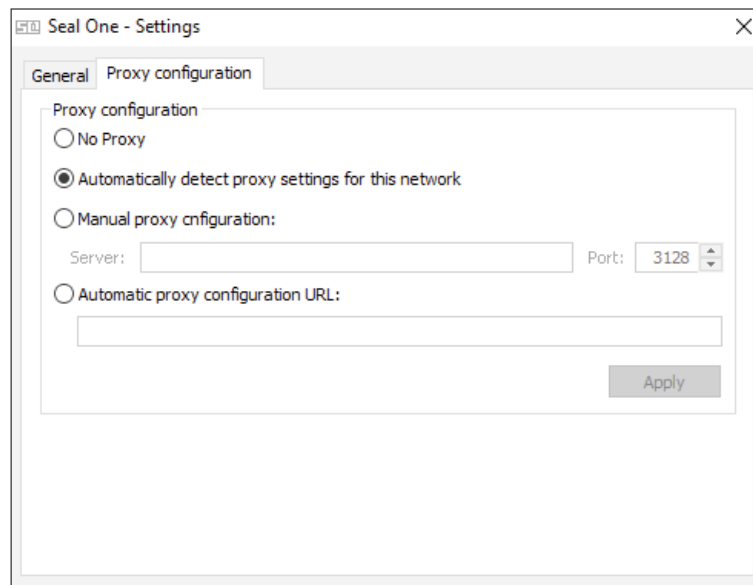 Seal One - Settings
General
Proxy configuration
Proxy configuration
No Proxy
Automatically detect proxy settings for this network
Manual proxy cnfiguration:
Server:
Port: 3128
Automatic proxy configuration URL:
Apply